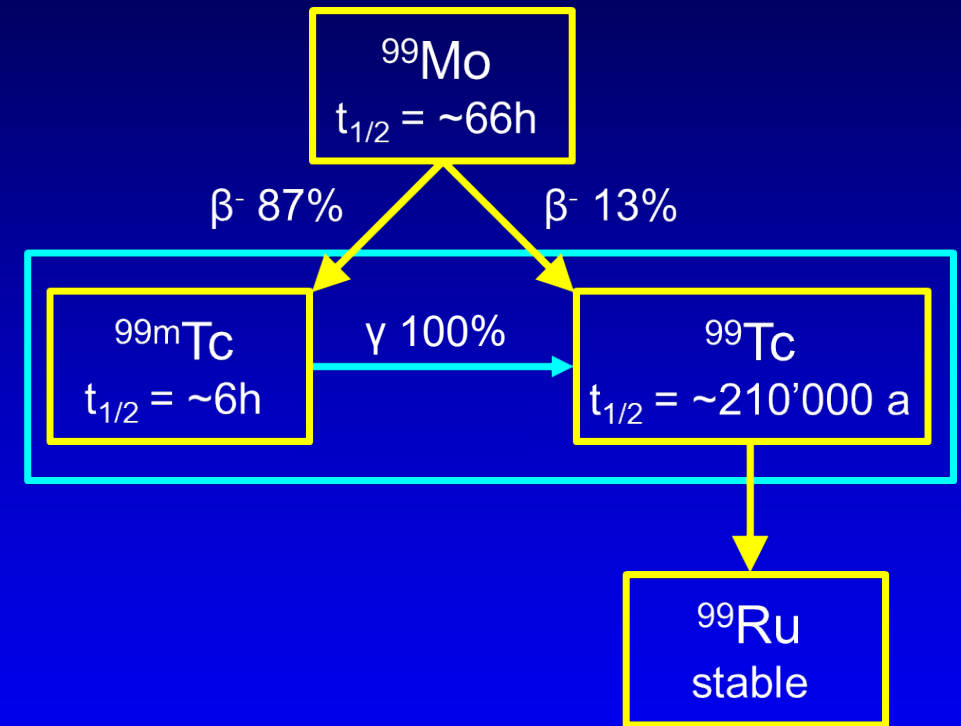 ⁹⁹Mo
t₁/₂ = ~66h
β⁻ 87%
β⁻ 13%
⁹⁹ᵐTc
t₁/₂ = ~6h
γ 100%
⁹⁹Tc
t₁/₂ = ~210’000 a
⁹⁹Ru
stable